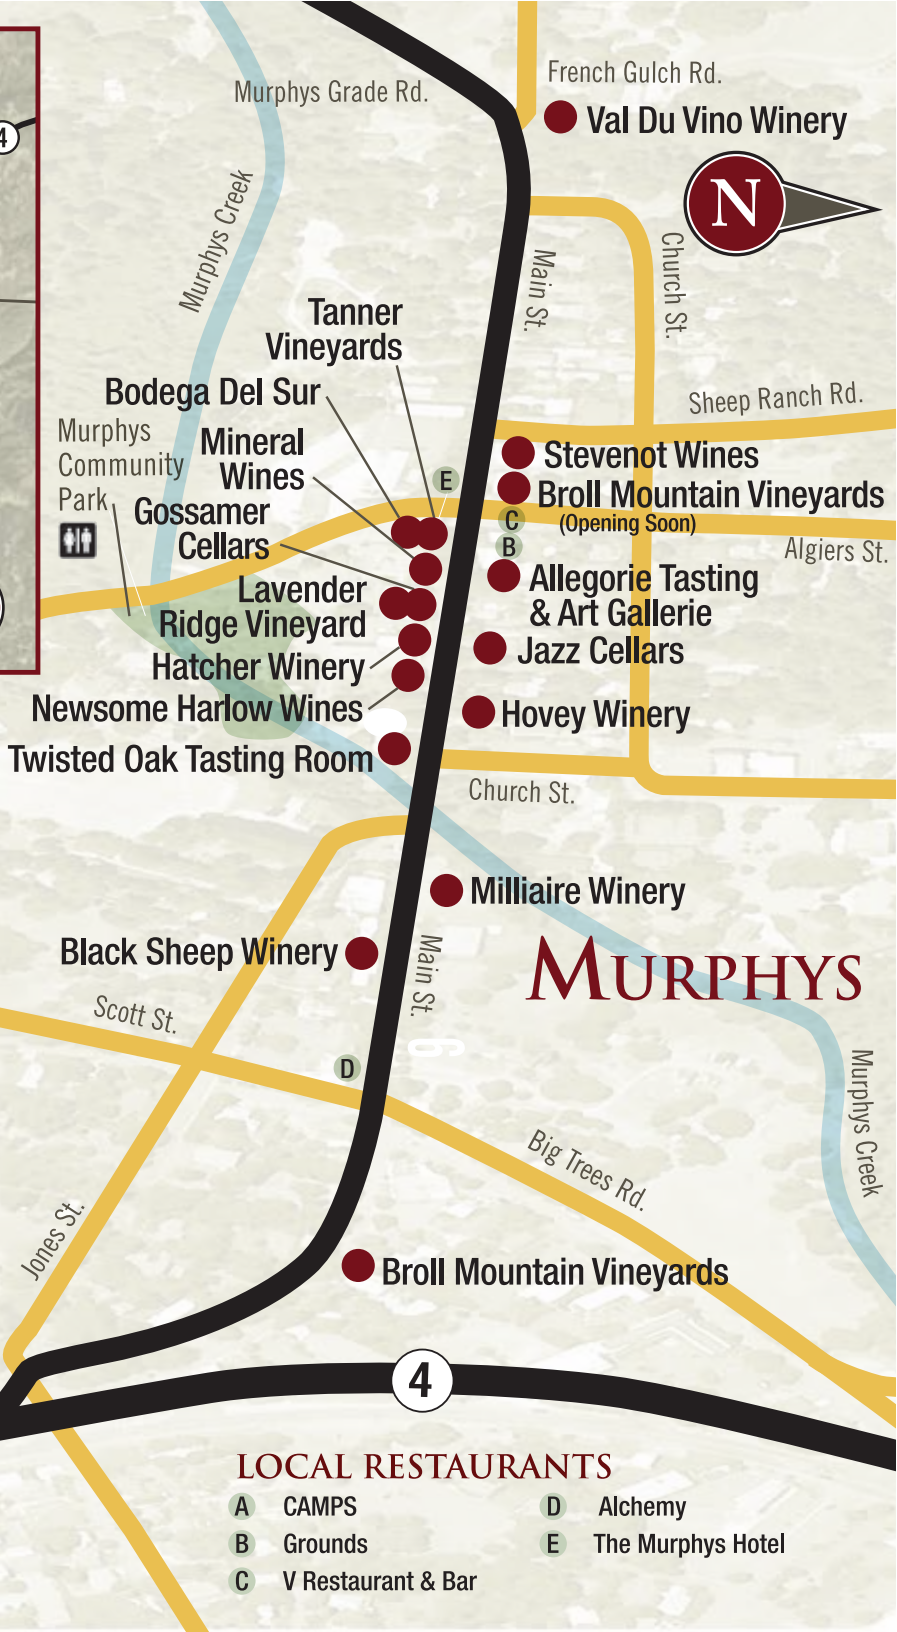 French Gulch Rd.
Murphys Grade Rd.
Val Du Vino Winery
4
N
Murphys Creek
Main St.
Church St.
Tanner
Vineyards
Bodega Del Sur
Sheep Ranch Rd.
Murphys
Community
Park
Mineral
Wines
Stevenot Wines
E
Broll Mountain Vineyards
(Opening Soon)
Gossamer
Cellars
C
B
Algiers St.
Lavender
Ridge Vineyard
Allegorie Tasting
& Art Gallerie
Hatcher Winery
Jazz Cellars
Newsome Harlow Wines
Hovey Winery
Twisted Oak Tasting Room
Church St.
Milliaire Winery
Black Sheep Winery
Main St.
MURPHYS
Scott St.
9
D
Murphys Creek
Big Trees Rd.
Jones St.
Broll Mountain Vineyards
4
LOCAL RESTAURANTS
A CAMPS
B Grounds
C V Restaurant & Bar
D Alchemy
E The Murphys Hotel